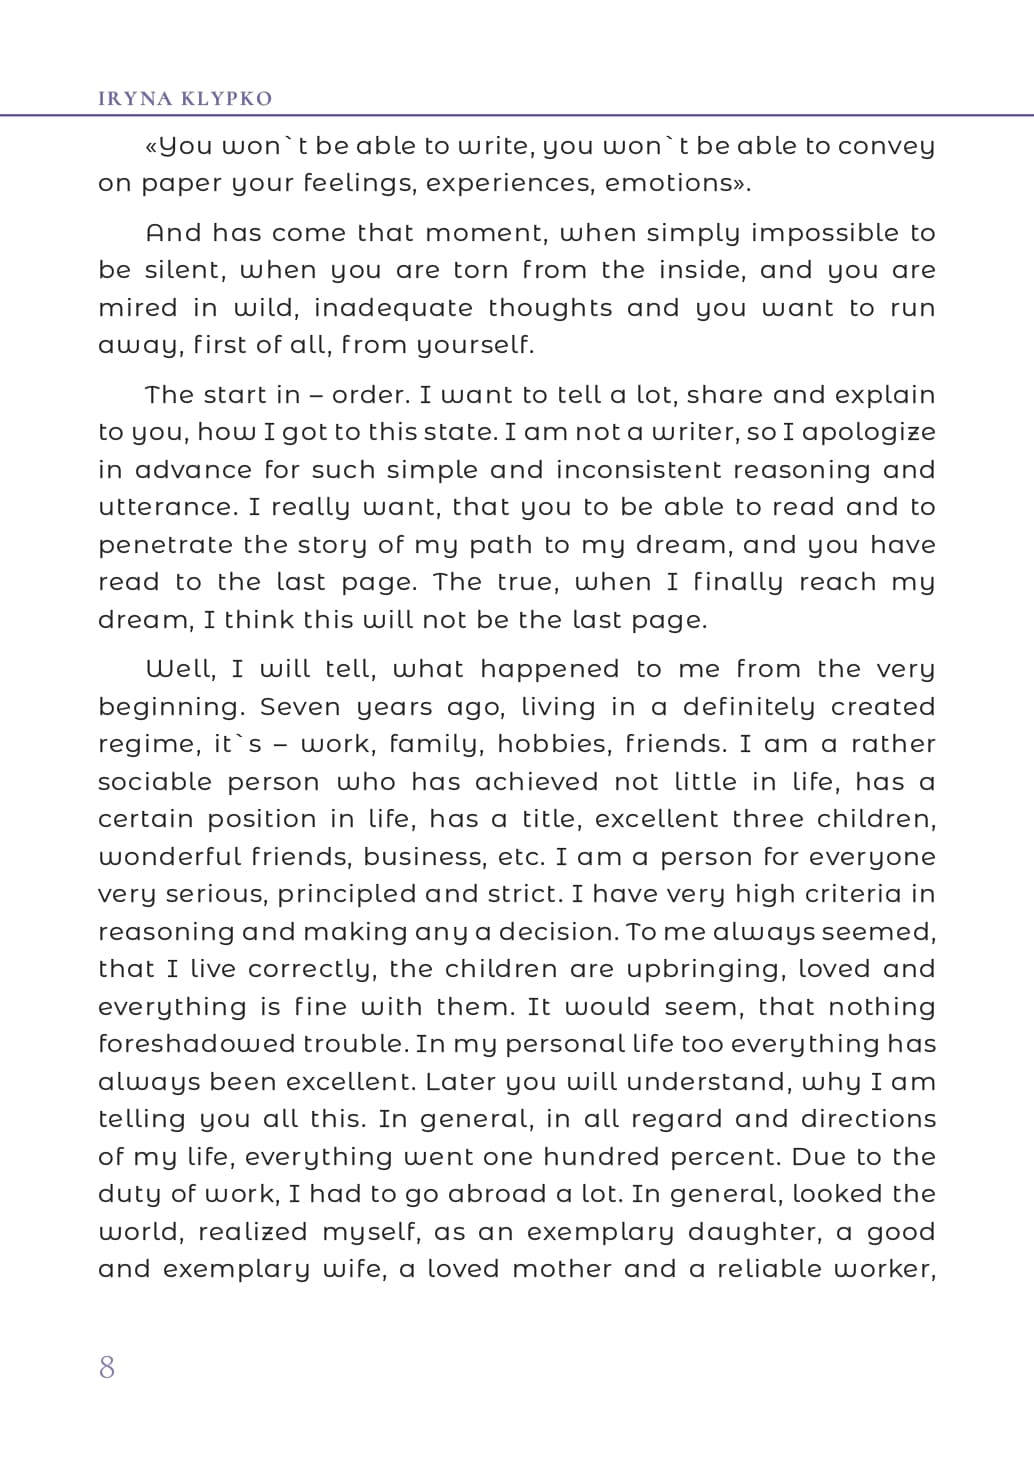 IRYNA KLYPKO
«You won`t be able to write, you won`t be able to convey
on paper your feelings, experiences, emotions».
And has come that moment, when simply impossible to
be silent, when you are torn from the inside, and you are
mired in wild, inadequate thoughts and you want to run
away, first of all, from yourself.
The start in – order. I want to tell a lot, share and explain
to you, how I got to this state. I am not a writer, so I apologize
in advance for such simple and inconsistent reasoning and
utterance. I really want, that you to be able to read and to
penetrate the story of my path to my dream, and you have
read to the last page. The true, when I finally reach my
dream, I think this will not be the last page.
Well, I will tell, what happened to me from the very
beginning. Seven years ago, living in a definitely created
regime, it`s – work, family, hobbies, friends. I am a rather
sociable person who has achieved not little in life, has a
certain position in life, has a title, excellent three children,
wonderful friends, business, etc. I am a person for everyone
very serious, principled and strict. I have very high criteria in
reasoning and making any a decision. To me always seemed,
that I live correctly, the children are upbringing, loved and
everything is fine with them. It would seem, that nothing
foreshadowed trouble. In my personal life too everything has
always been excellent. Later you will understand, why I am
telling you all this. In general, in all regard and directions
of my life, everything went one hundred percent. Due to the
duty of work, I had to go abroad a lot. In general, looked the
world, realized myself, as an exemplary daughter, a good
and exemplary wife, a loved mother and a reliable worker,
8